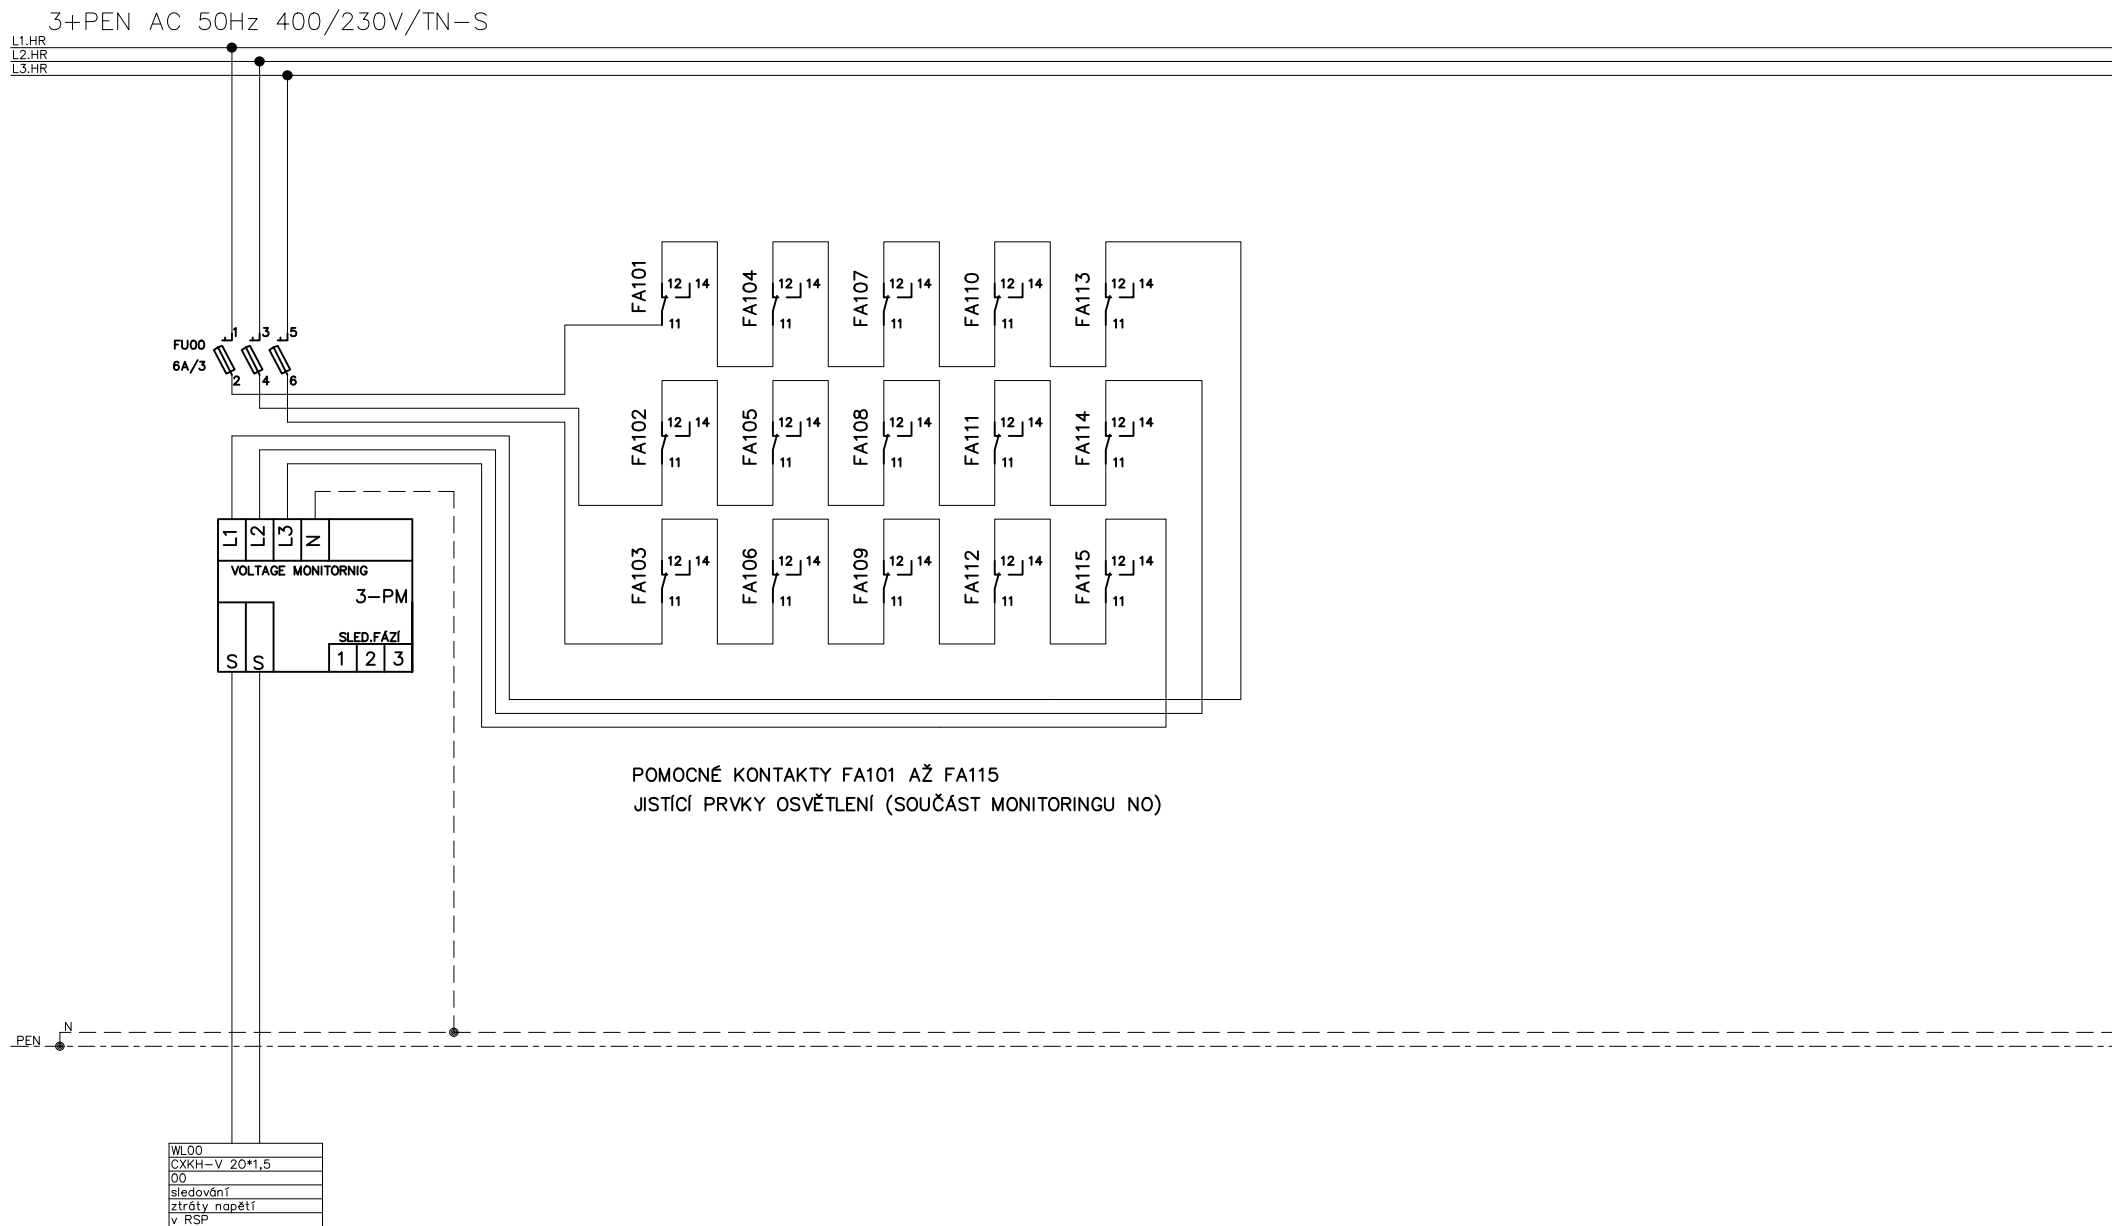 3+PEN AC 50Hz 400/230V/TN-S
L1.HR
L2.HR
L3.HR
FU00
6A/3
1 3 5
2 4 6
FA101 12 14 11
FA104 12 14 11
FA107 12 14 11
FA110 12 14 11
FA113 12 14 11
FA102 12 14 11
FA105 12 14 11
FA108 12 14 11
FA111 12 14 11
FA114 12 14 11
FA103 12 14 11
FA106 12 14 11
FA109 12 14 11
FA112 12 14 11
FA115 12 14 11
L1 L2 L3 N
VOLTAGE MONITORNIG
3-PM
SLED.FÁZÍ
S S 1 2 3
POMOCNÉ KONTAKTY FA101 AŽ FA115
JISTÍCÍ PRVKY OSVĚTLENÍ (SOUČÁST MONITORINGU NO)
N
PEN
WL00
CXKH-V 20*1,5
00
sledování
ztráty napětí
v RSP